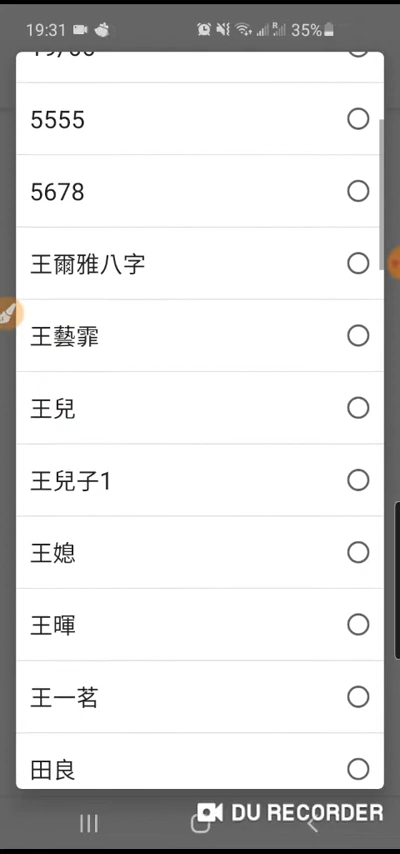 19:31
35%
5555
5678
王爾雅八字
王藝霏
王兒
王兒子1
王媳
王暉
王一茗
田良
DU RECORDER